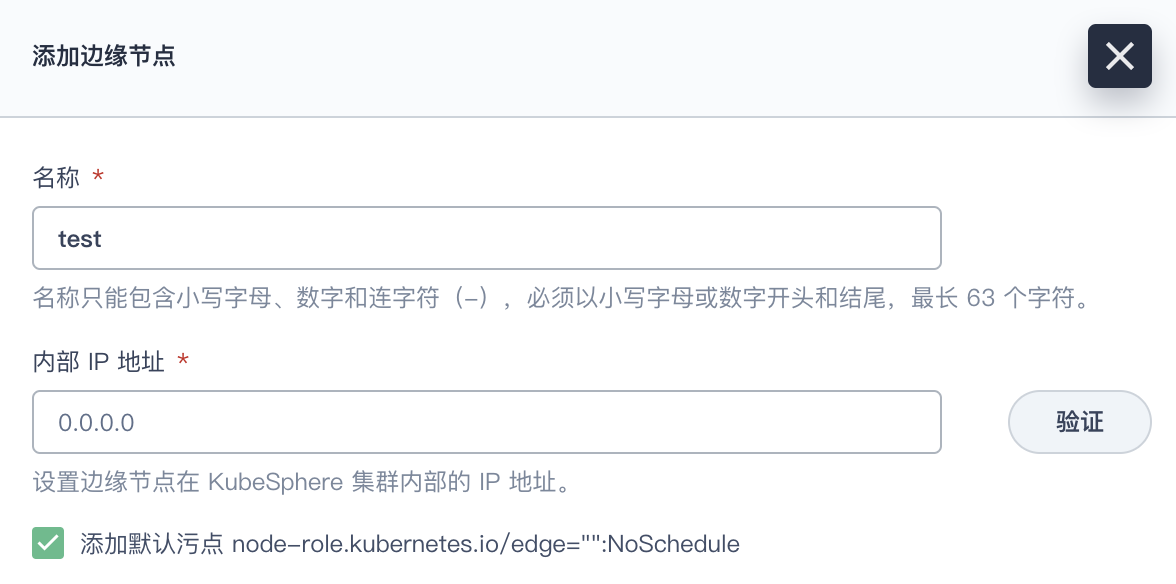 添加边缘节点
名称 *
test
名称只能包含小写字母、数字和连字符（-），必须以小写字母或数字开头和结尾，最长 63 个字符。
内部 IP 地址 *
0.0.0.0
验证
设置边缘节点在 KubeSphere 集群内部的 IP 地址。
添加默认污点 node-role.kubernetes.io/edge="":NoSchedule